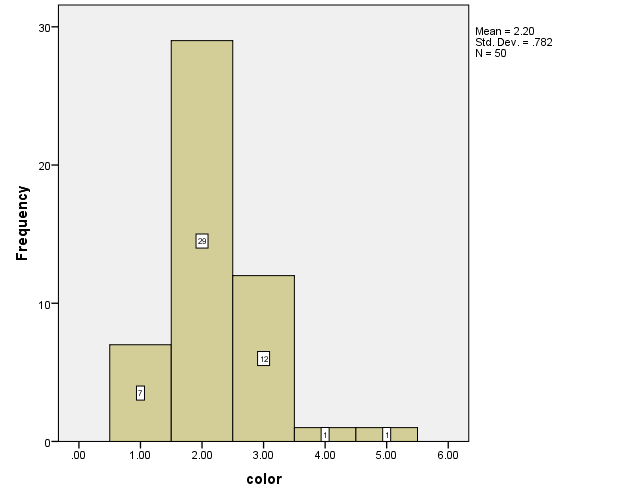 30
Mean = 2.20
Std. Dev. = .782
N = 50
20
Frequency
29
10
12
7
1
1
0
.00 1.00 2.00 3.00 4.00 5.00 6.00
color